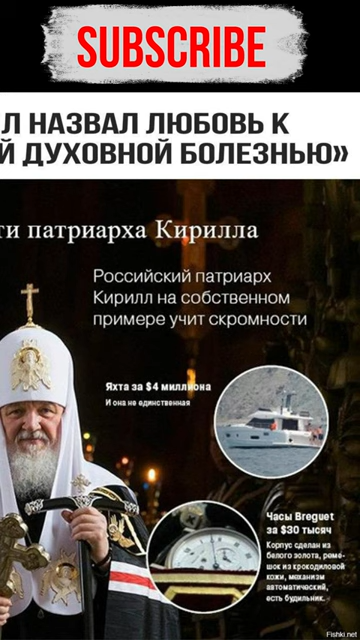 SUBSCRIBE
Л НАЗВАЛ ЛЮБОВЬ К
Й ДУХОВНОЙ БОЛЕЗНЬЮ»
ти патриарха Кирилла
Российский патриарх
Кирилл на собственном
примере учит скромности
Яхта за $4 миллиона
И она не единственная
Часы Breguet
за $30 тысяч
Корпус сделан из
белого золота, реме-
шок из крокодиловой
кожи, механизм
автоматический,
есть будильник.
Fishki.net